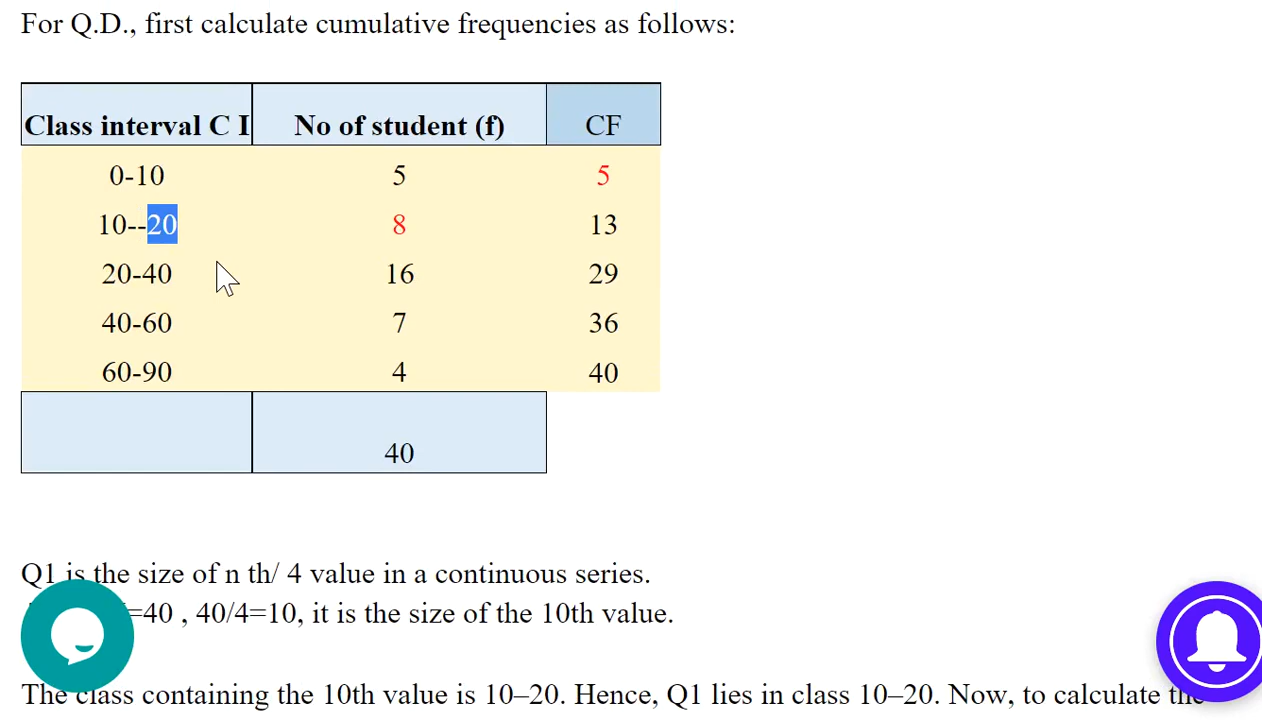 For Q.D., first calculate cumulative frequencies as follows:
Class interval C I No of student (f) CF
0-10 5 5
10--20 8 13
20-40 16 29
40-60 7 36
60-90 4 40
40
Q1 is the size of n th/ 4 value in a continuous series.
=40 , 40/4=10, it is the size of the 10th value.
The class containing the 10th value is 10–20. Hence, Q1 lies in class 10–20. Now, to calculate the